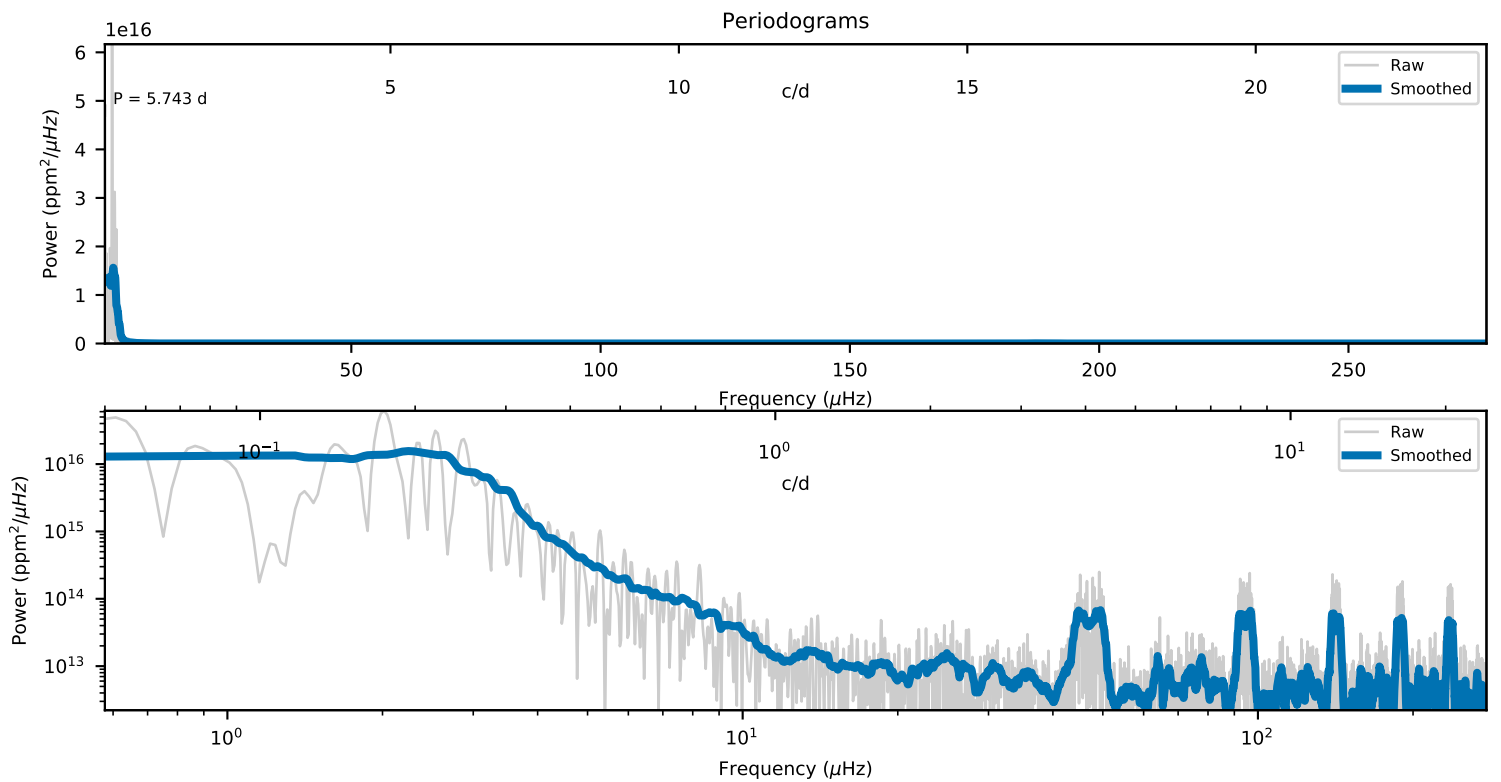 Periodograms
1e16
5 10 15 20
c/d
P = 5.743 d
Raw
Smoothed
Power (ppm²/μHz)
6
5
4
3
2
1
0
50 100 150 200 250
Frequency (μHz)
10⁻¹ 10⁰ 10¹
c/d
Raw
Smoothed
Power (ppm²/μHz)
10¹⁶
10¹⁵
10¹⁴
10¹³
10⁰ 10¹ 10²
Frequency (μHz)